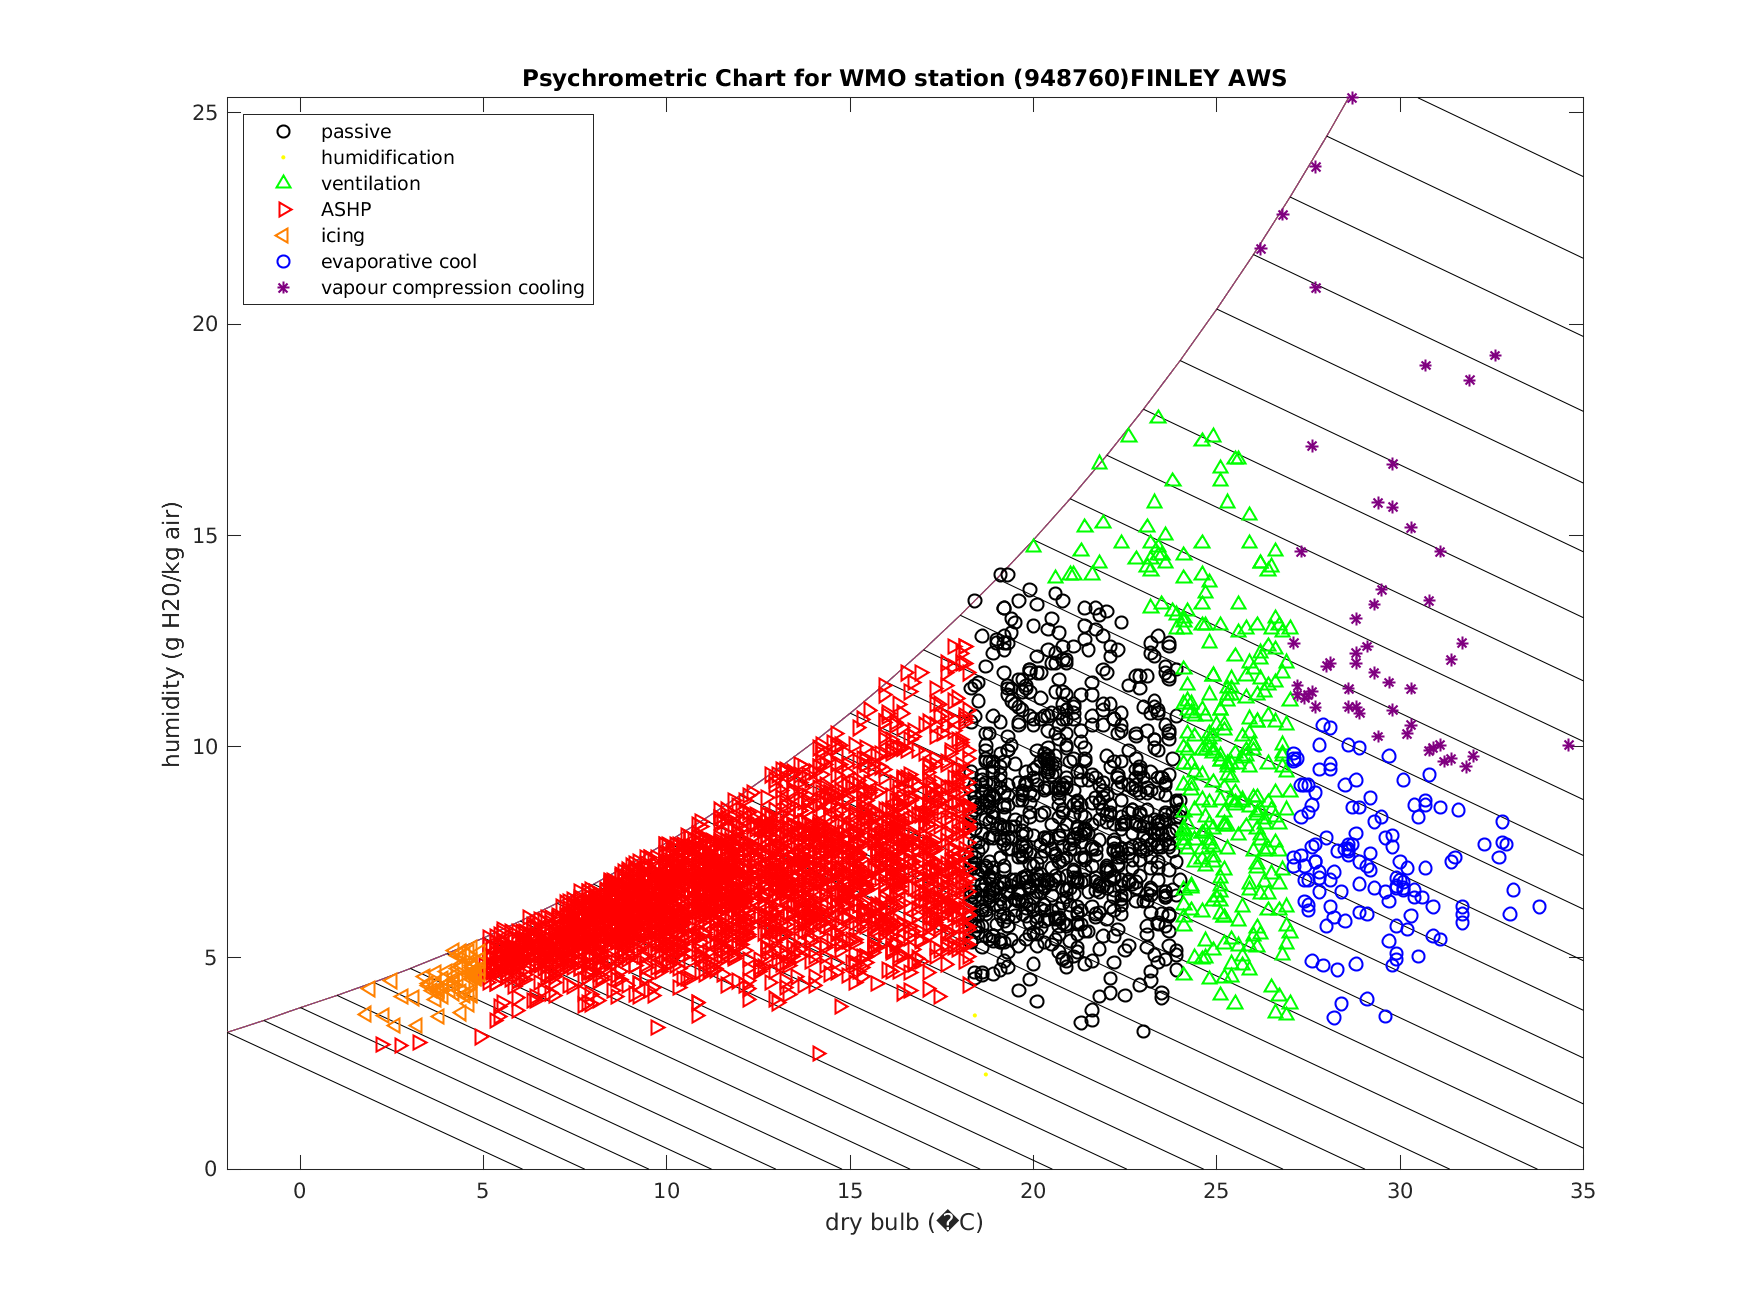 Psychrometric Chart for WMO station (948760)FINLEY AWS
passive
humidification
ventilation
ASHP
icing
evaporative cool
vapour compression cooling
humidity (g H20/kg air)
25
20
15
10
5
0
0 5 10 15 20 25 30 35
dry bulb (�C)